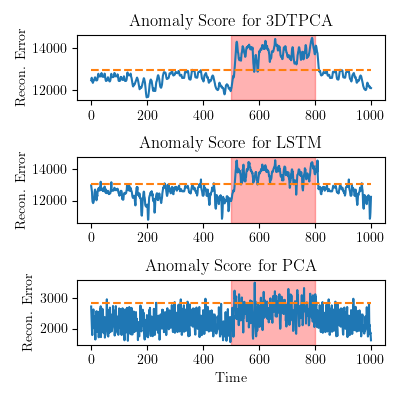 Anomaly Score for 3DTPCA
Recon. Error
14000
12000
0 200 400 600 800 1000
Anomaly Score for LSTM
Recon. Error
14000
12000
0 200 400 600 800 1000
Anomaly Score for PCA
Recon. Error
3000
2000
0 200 400 600 800 1000
Time